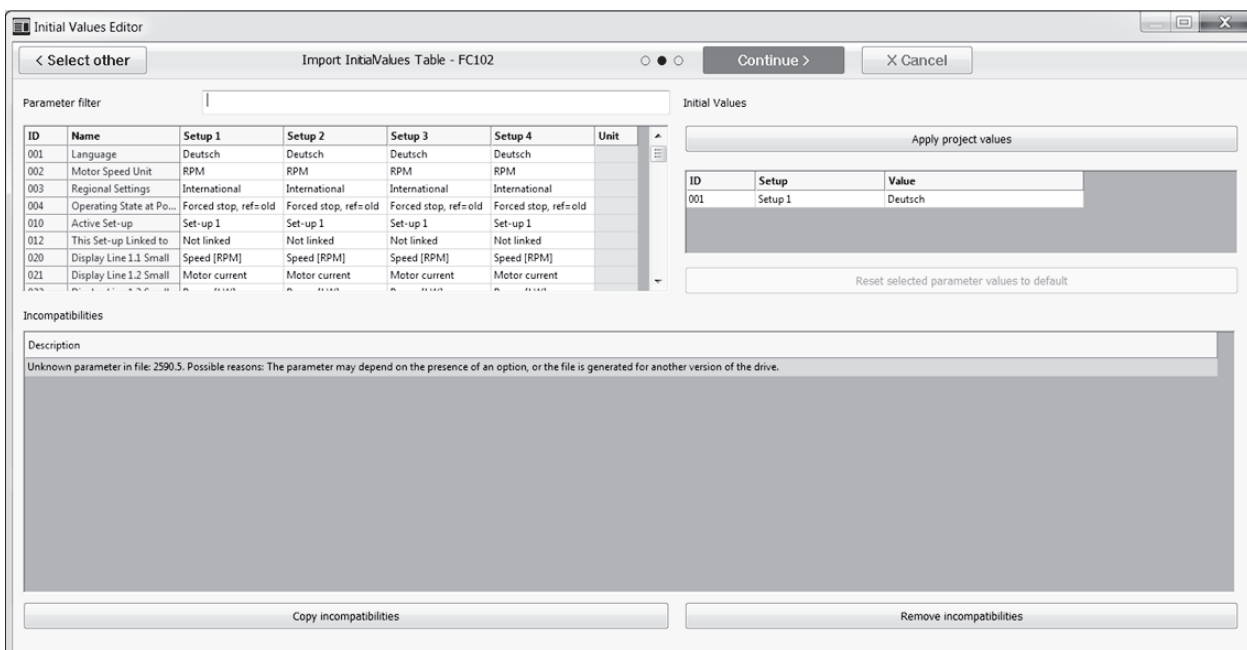 Initial Values Editor
< Select other
Import InitialValues Table - FC102
Continue >
X Cancel
Parameter filter
Initial Values
ID Name Setup 1 Setup 2 Setup 3 Setup 4 Unit
001 Language Deutsch Deutsch Deutsch Deutsch
002 Motor Speed Unit RPM RPM RPM RPM
003 Regional Settings International International International International
004 Operating State at Po... Forced stop, ref=old Forced stop, ref=old Forced stop, ref=old Forced stop, ref=old
010 Active Set-up Set-up 1 Set-up 1 Set-up 1 Set-up 1
012 This Set-up Linked to Not linked Not linked Not linked Not linked
020 Display Line 1.1 Small Speed [RPM] Speed [RPM] Speed [RPM] Speed [RPM]
021 Display Line 1.2 Small Motor current Motor current Motor current Motor current
Apply project values
ID Setup Value
001 Setup 1 Deutsch
Reset selected parameter values to default
Incompatibilities
Description
Unknown parameter in file: 2590.5. Possible reasons: The parameter may depend on the presence of an option, or the file is generated for another version of the drive.
Copy incompatibilities
Remove incompatibilities